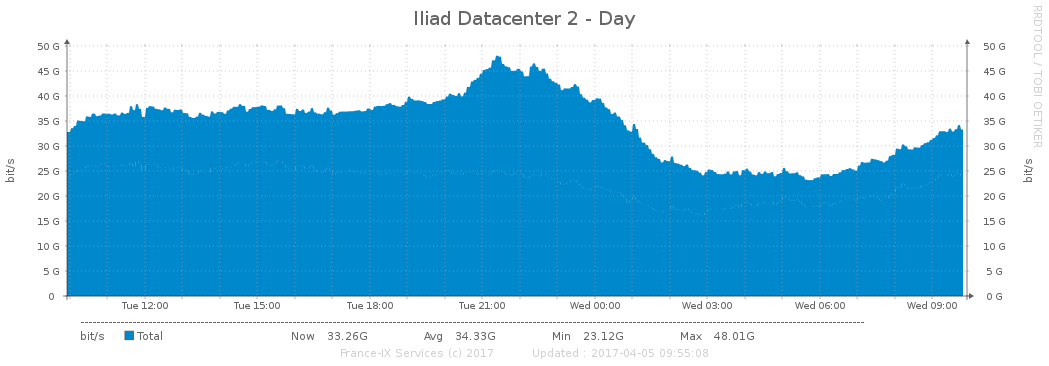 Iliad Datacenter 2 - Day
RRDTOOL / TOBI OETIKER
50 G 50 G
45 G 45 G
40 G 40 G
35 G 35 G
30 G 30 G
25 G 25 G
20 G 20 G
15 G 15 G
10 G 10 G
5 G 5 G
0 0 G
bit/s
bit/s
Tue 12:00 Tue 15:00 Tue 18:00 Tue 21:00 Wed 00:00 Wed 03:00 Wed 06:00 Wed 09:00
bit/s Total Now 33.26G Avg 34.33G Min 23.12G Max 48.01G
France-IX Services (c) 2017 Updated : 2017-04-05 09:55:08